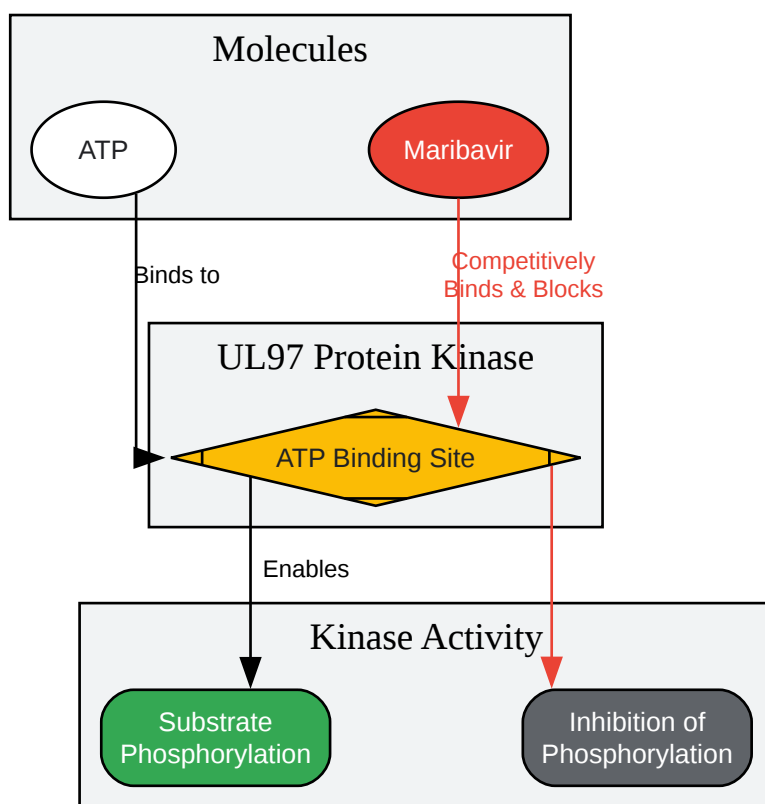 Molecules
ATP
Maribavir
Binds to
Competitively
Binds & Blocks
UL97 Protein Kinase
ATP Binding Site
Enables
Kinase Activity
Substrate
Phosphorylation
Inhibition of
Phosphorylation